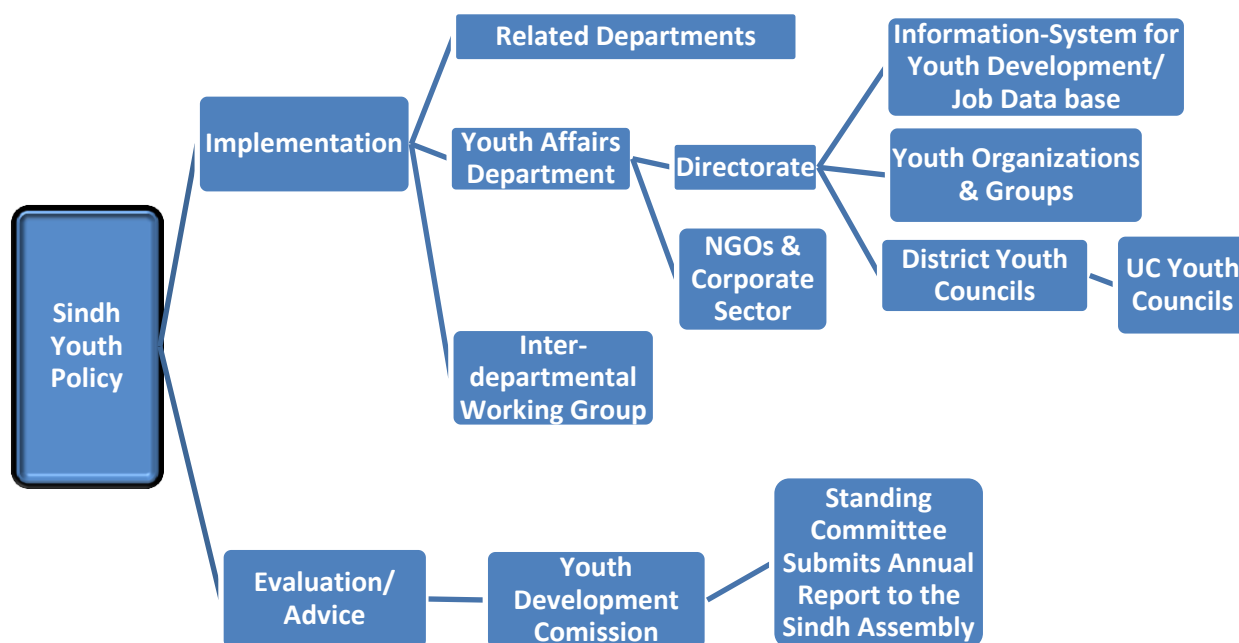 Sindh
Youth
Policy
Implementation
Related Departments
Youth Affairs
Department
Directorate
Information-System for
Youth Development/
Job Data base
Youth Organizations
& Groups
District Youth
Councils
UC Youth
Councils
NGOs &
Corporate
Sector
Inter-
departmental
Working Group
Evaluation/
Advice
Youth
Development
Comission
Standing
Committee
Submits Annual
Report to the
Sindh Assembly